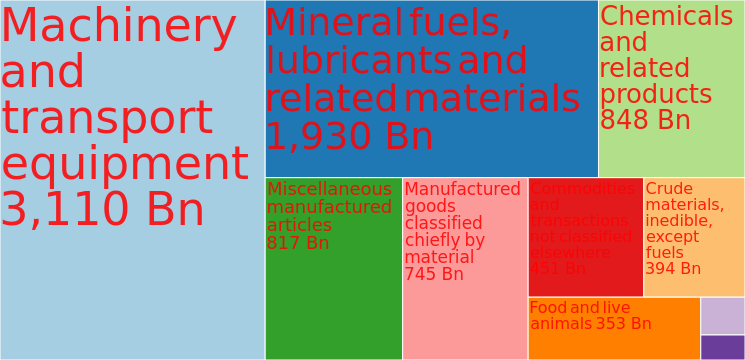 Machinery
and
transport
equipment
3,110 Bn
Mineral fuels,
lubricants and
related materials
1,930 Bn
Chemicals
and
related
products
848 Bn
Miscellaneous
manufactured
articles
817 Bn
Manufactured
goods
classified
chiefly by
material
745 Bn
Commodities
and
transactions
not classified
elsewhere
451 Bn
Crude
materials,
inedible,
except
fuels
394 Bn
Food and live
animals 353 Bn